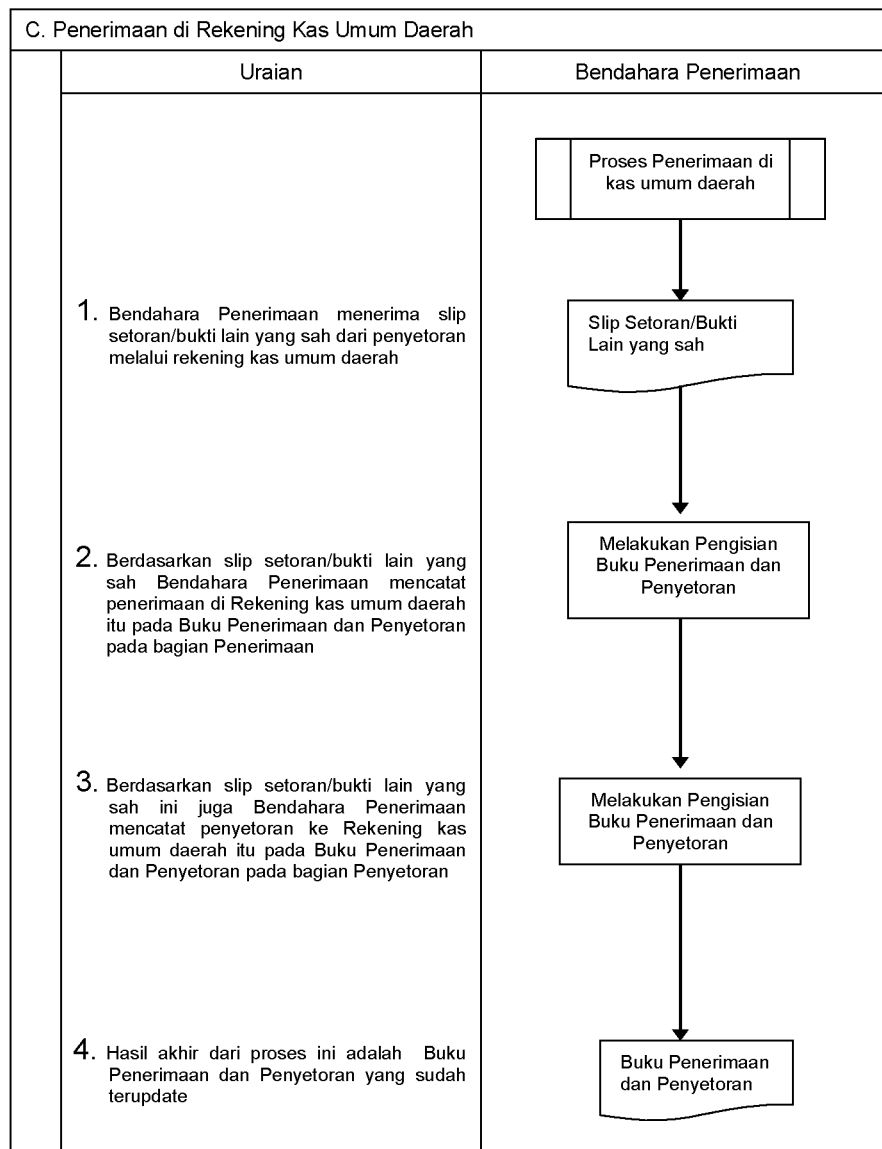 C. Penerimaan di Rekening Kas Umum Daerah
Uraian
Bendahara Penerimaan
Proses Penerimaan di
kas umum daerah
1. Bendahara Penerimaan menerima slip
setoran/bukti lain yang sah dari penyetoran
melalui rekening kas umum daerah
Slip Setoran/Bukti
Lain yang sah
2. Berdasarkan slip setoran/bukti lain yang
sah Bendahara Penerimaan mencatat
penerimaan di Rekening kas umum daerah
itu pada Buku Penerimaan dan Penyetoran
pada bagian Penerimaan
Melakukan Pengisian
Buku Penerimaan dan
Penyetoran
3. Berdasarkan slip setoran/bukti lain yang
sah ini juga Bendahara Penerimaan
mencatat penyetoran ke Rekening kas
umum daerah itu pada Buku Penerimaan
dan Penyetoran pada bagian Penyetoran
Melakukan Pengisian
Buku Penerimaan dan
Penyetoran
4. Hasil akhir dari proses ini adalah Buku
Penerimaan dan Penyetoran yang sudah
terupdate
Buku Penerimaan
dan Penyetoran